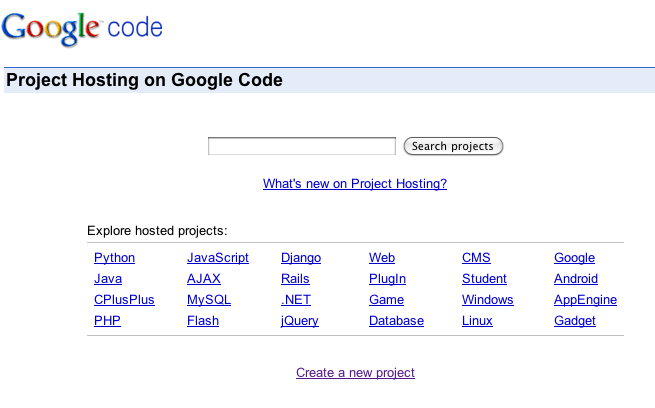 Google™ code
Project Hosting on Google Code
Search projects
What's new on Project Hosting?
Explore hosted projects:
Python JavaScript Django Web CMS Google
Java AJAX Rails PlugIn Student Android
CPlusPlus MySQL .NET Game Windows AppEngine
PHP Flash jQuery Database Linux Gadget
Create a new project